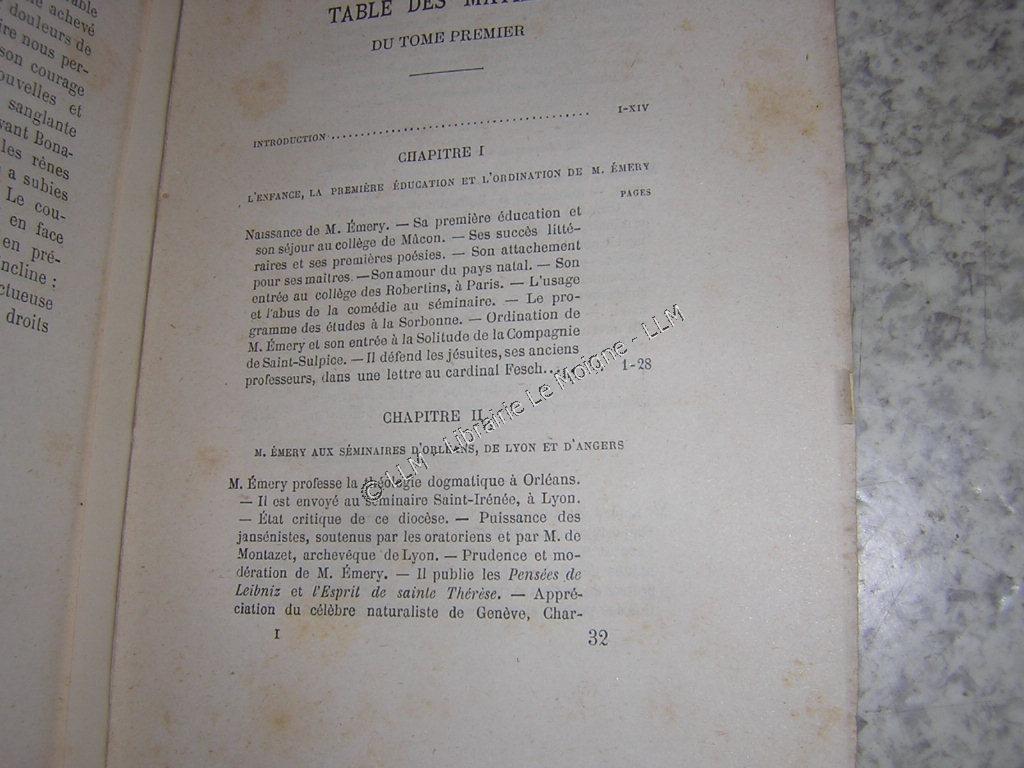 achevé
douleurs de
nous per-
son courage
ouvelles et
sanglante
vant Bona-
les rênes
a subies
Le cou-
en face
en pré-
ncline :
ctueuse
droits
TABLE DES
DU TOME PREMIER
INTRODUCTION .......................................... I-XIV
CHAPITRE I
L'ENFANCE, LA PREMIÈRE ÉDUCATION ET L'ORDINATION DE M. ÉMERY
PAGES
Naissance de M. Émery. — Sa première éducation et
son séjour au collège de Mâcon. — Ses succès litté-
raires et ses premières poésies. — Son attachement
pour ses maîtres. — Son amour du pays natal. — Son
entrée au collège des Robertins, à Paris. — L'usage
et l'abus de la comédie au séminaire. — Le pro-
gramme des études à la Sorbonne. — Ordination de
M. Émery et son entrée à la Solitude de la Compagnie
de Saint-Sulpice. — Il défend les jésuites, ses anciens
professeurs, dans une lettre au cardinal Fesch........ 1-28
CHAPITRE II
M. ÉMERY AUX SÉMINAIRES D'ORLÉANS, DE LYON ET D'ANGERS
M. Émery professe la théologie dogmatique à Orléans.
— Il est envoyé au séminaire Saint-Irénée, à Lyon.
— État critique de ce diocèse. — Puissance des
jansénistes, soutenus par les oratoriens et par M. de
Montazet, archevêque de Lyon. — Prudence et mo-
dération de M. Émery. — Il publie les Pensées de
Leibniz et l'Esprit de sainte Thérèse. — Appré-
ciation du célèbre naturaliste de Genève, Char-
I 32
© LLM - Librairie Le Moigne - LLM